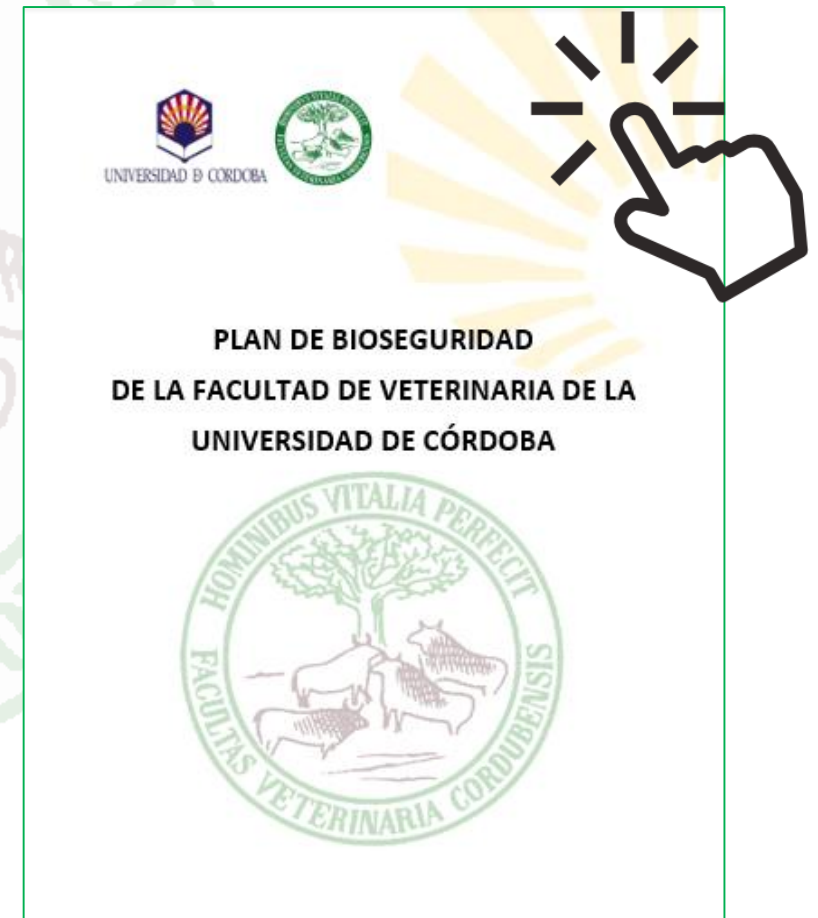 UNIVERSIDAD D CORDOBA
PLAN DE BIOSEGURIDAD
DE LA FACULTAD DE VETERINARIA DE LA
UNIVERSIDAD DE CÓRDOBA
HOMINIBUS VITALIA PERFECIT
FACULTAS VETERINARIA CORDUBENSIS